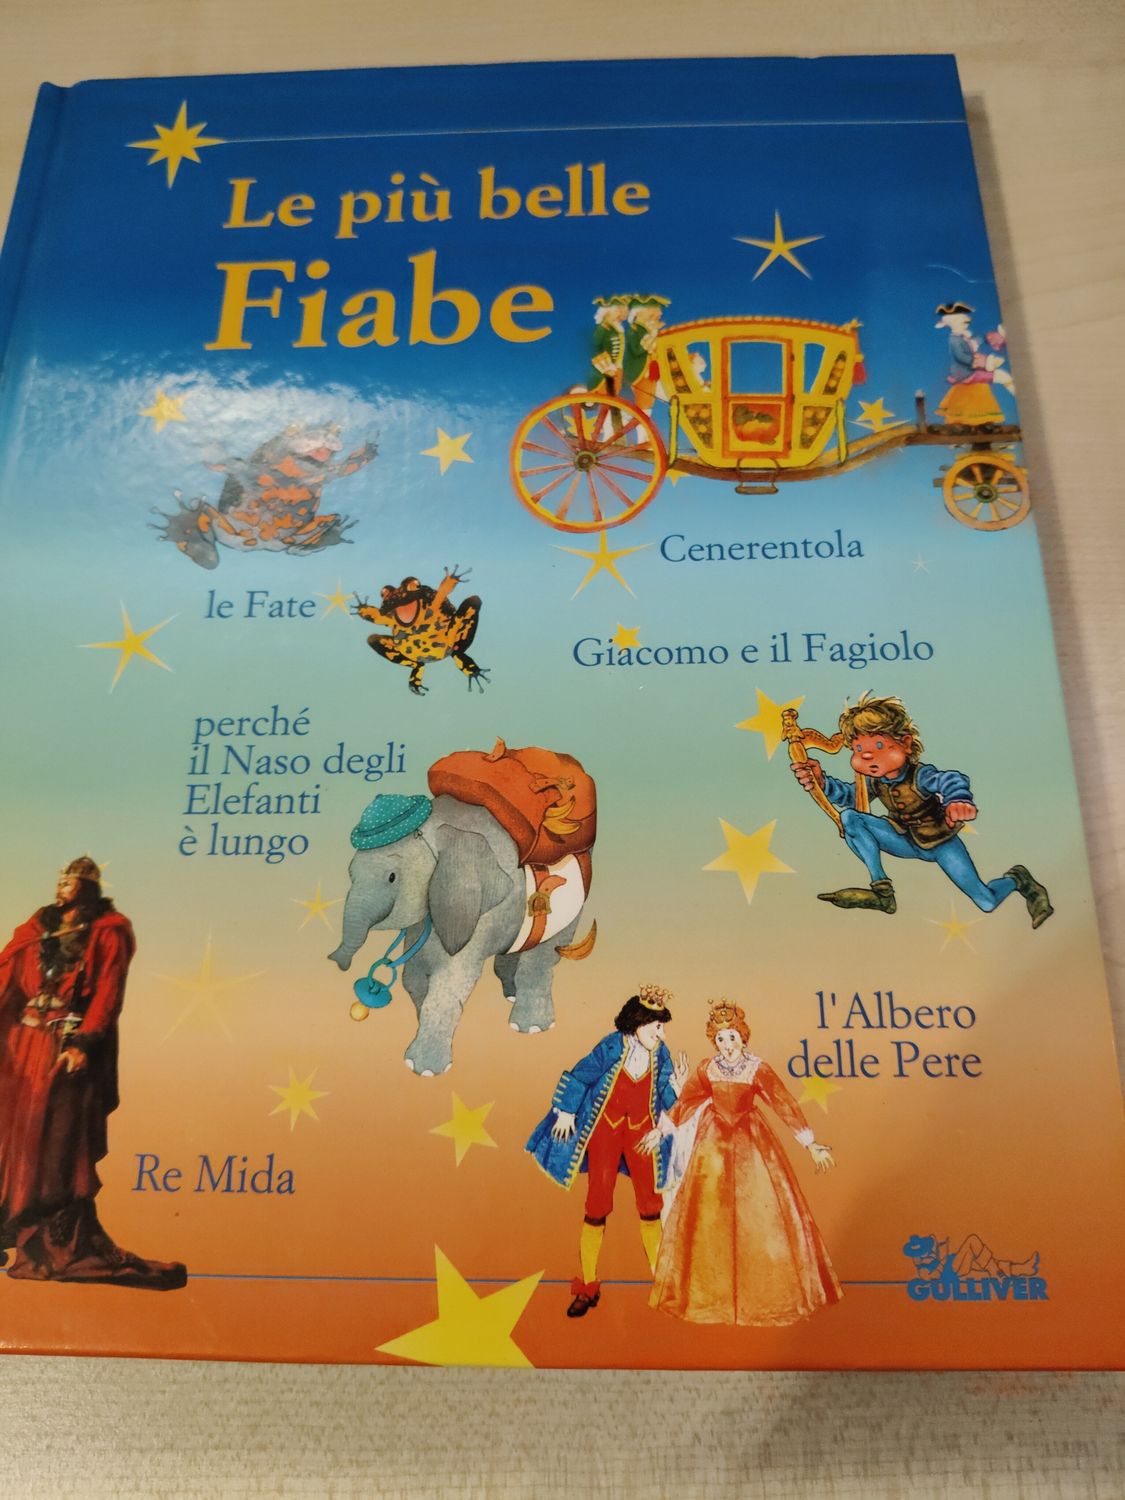 Le più belle
Fiabe
Cenerentola
le Fate
Giacomo e il Fagiolo
perché
il Naso degli
Elefanti
è lungo
l'Albero
delle Pere
Re Mida
GULLIVER